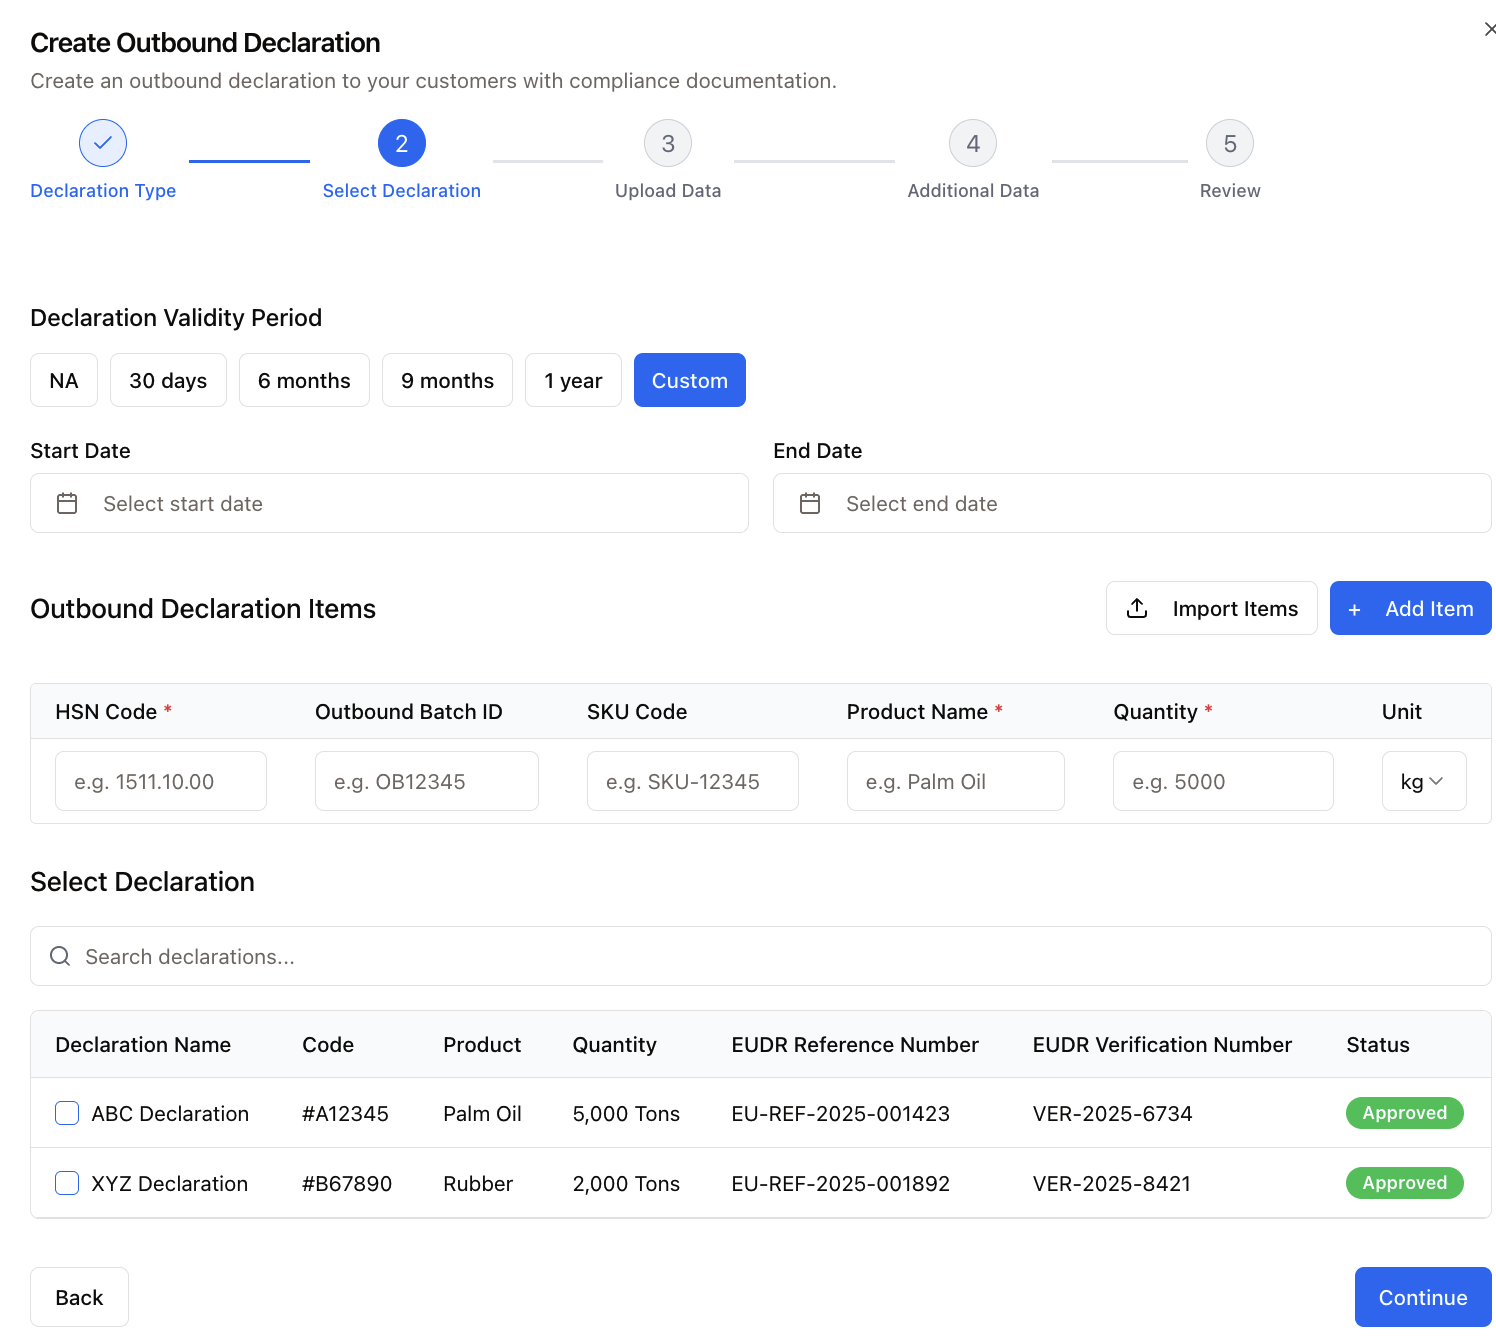 Create Outbound Declaration
Create an outbound declaration to your customers with compliance documentation.
2 3 4 5
Declaration Type Select Declaration Upload Data Additional Data Review
Declaration Validity Period
NA 30 days 6 months 9 months 1 year Custom
Start Date End Date
Select start date Select end date
Outbound Declaration Items Import Items + Add Item
HSN Code * Outbound Batch ID SKU Code Product Name * Quantity * Unit
e.g. 1511.10.00 e.g. OB12345 e.g. SKU-12345 e.g. Palm Oil e.g. 5000 kg
Select Declaration
Search declarations...
Declaration Name Code Product Quantity EUDR Reference Number EUDR Verification Number Status
ABC Declaration #A12345 Palm Oil 5,000 Tons EU-REF-2025-001423 VER-2025-6734 Approved
XYZ Declaration #B67890 Rubber 2,000 Tons EU-REF-2025-001892 VER-2025-8421 Approved
Back Continue